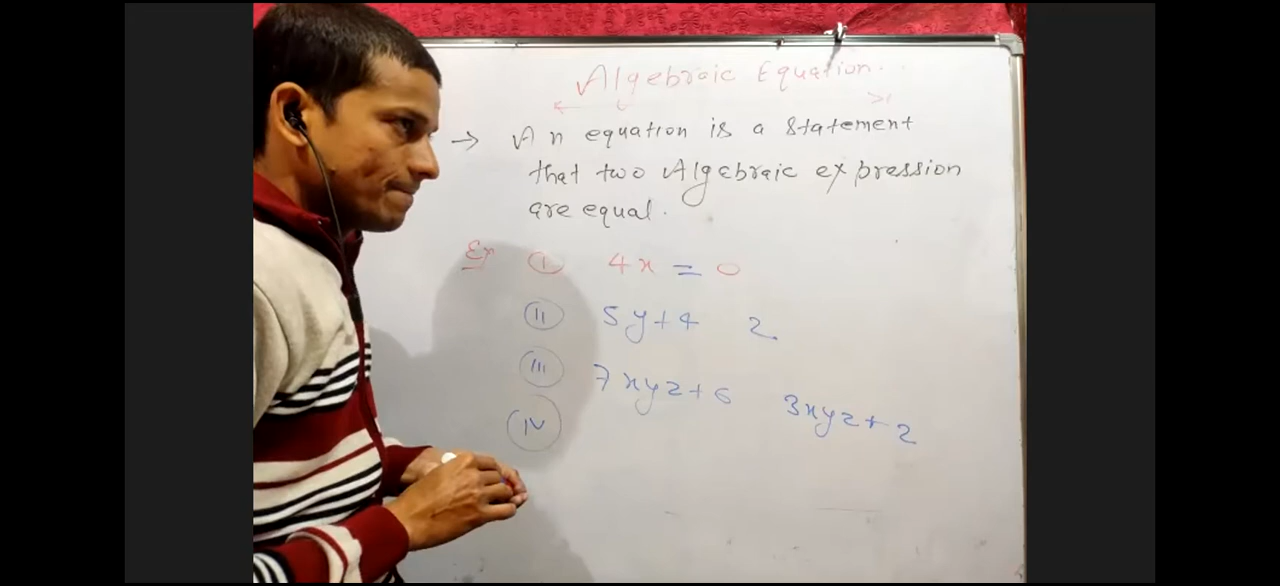 Algebraic Equation.
→ An equation is a statement
that two Algebraic expression
are equal.
Ex (I) 4x = 0
(II) 5y+4 2
(III) 7xyz+6 3xyz+2
(IV)